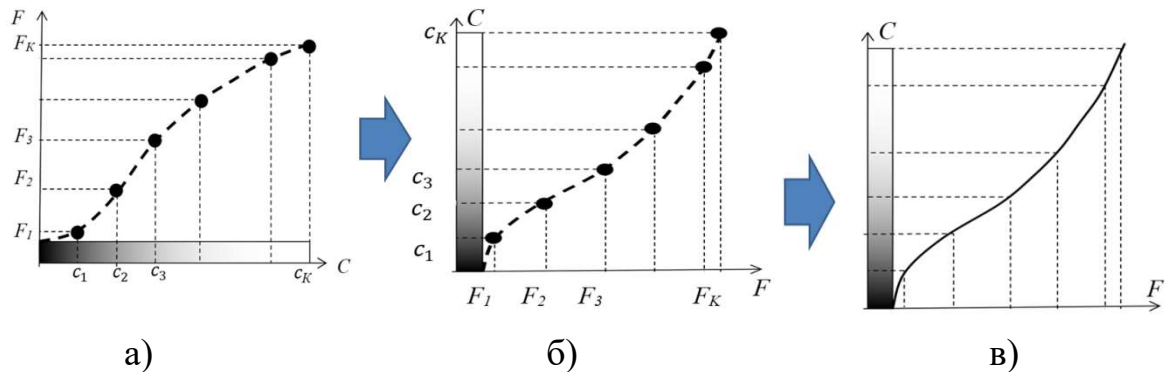 F
F_K
F_3
F_2
F_1
c_1 c_2 c_3 c_K C
C
c_K
c_3
c_2
c_1
F_1 F_2 F_3 F_K F
C
F
а) б) в)